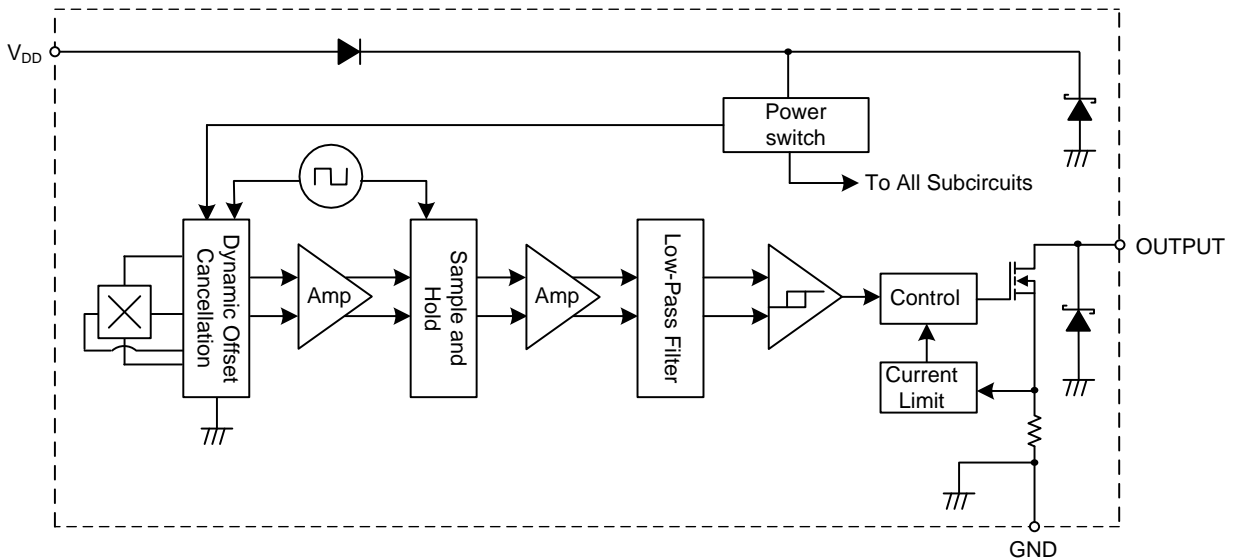 V_DD
Power
switch
To All Subcircuits
Dynamic Offset
Cancellation
Amp
Sample and
Hold
Amp
Low-Pass Filter
Control
OUTPUT
Current
Limit
GND